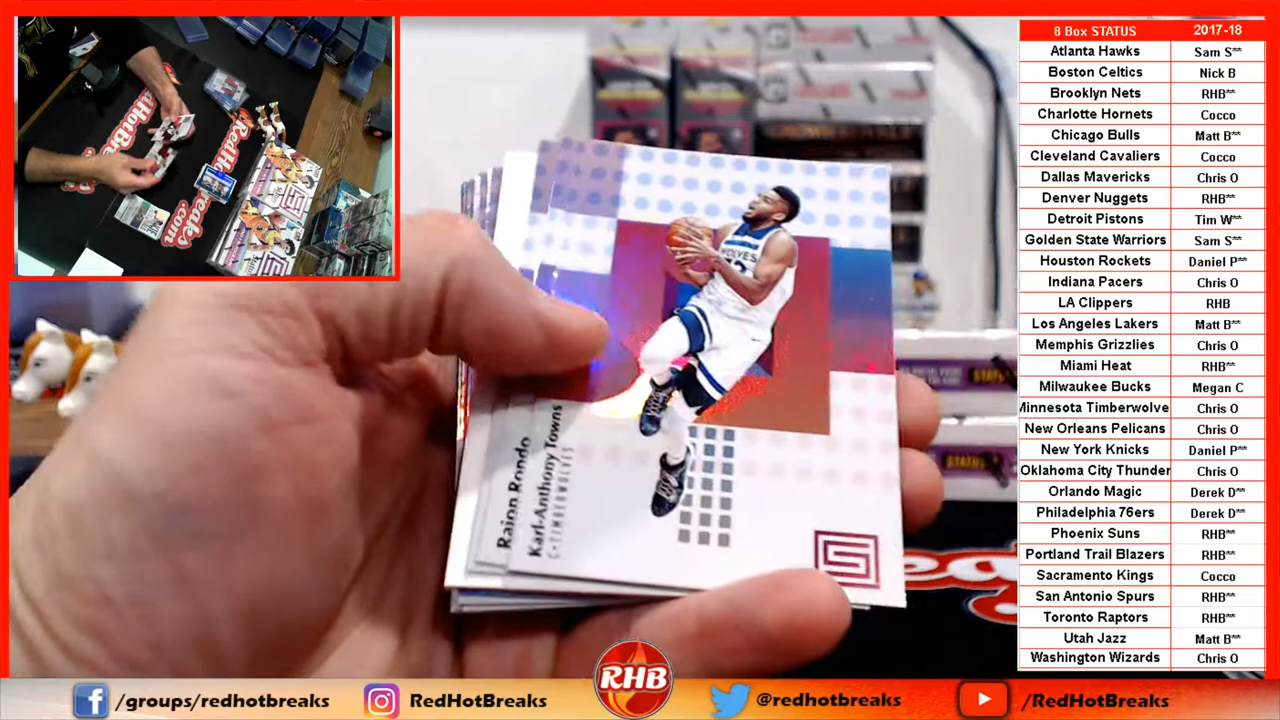 8 Box STATUS 2017-18
Atlanta Hawks Sam S**
Boston Celtics Nick B
Brooklyn Nets RHB**
Charlotte Hornets Cocco
Chicago Bulls Matt B**
Cleveland Cavaliers Cocco
Dallas Mavericks Chris O
Denver Nuggets RHB**
Detroit Pistons Tim W**
Golden State Warriors Sam S**
Houston Rockets Daniel P**
Indiana Pacers Chris O
LA Clippers RHB
Los Angeles Lakers Matt B**
Memphis Grizzlies Chris O
Miami Heat RHB**
Milwaukee Bucks Megan C
Minnesota Timberwolve Chris O
New Orleans Pelicans Chris O
New York Knicks Daniel P**
Oklahoma City Thunder Chris O
Orlando Magic Derek D**
Philadelphia 76ers Derek D**
Phoenix Suns RHB**
Portland Trail Blazers RHB**
Sacramento Kings Cocco
San Antonio Spurs RHB**
Toronto Raptors RHB**
Utah Jazz Matt B**
Washington Wizards Chris O
Rajon Rondo
Karl-Anthony Towns
C-TIMBERWOLVES
WOLVES
/groups/redhotbreaks
RedHotBreaks
RHB
@redhotbreaks
/RedHotBreaks